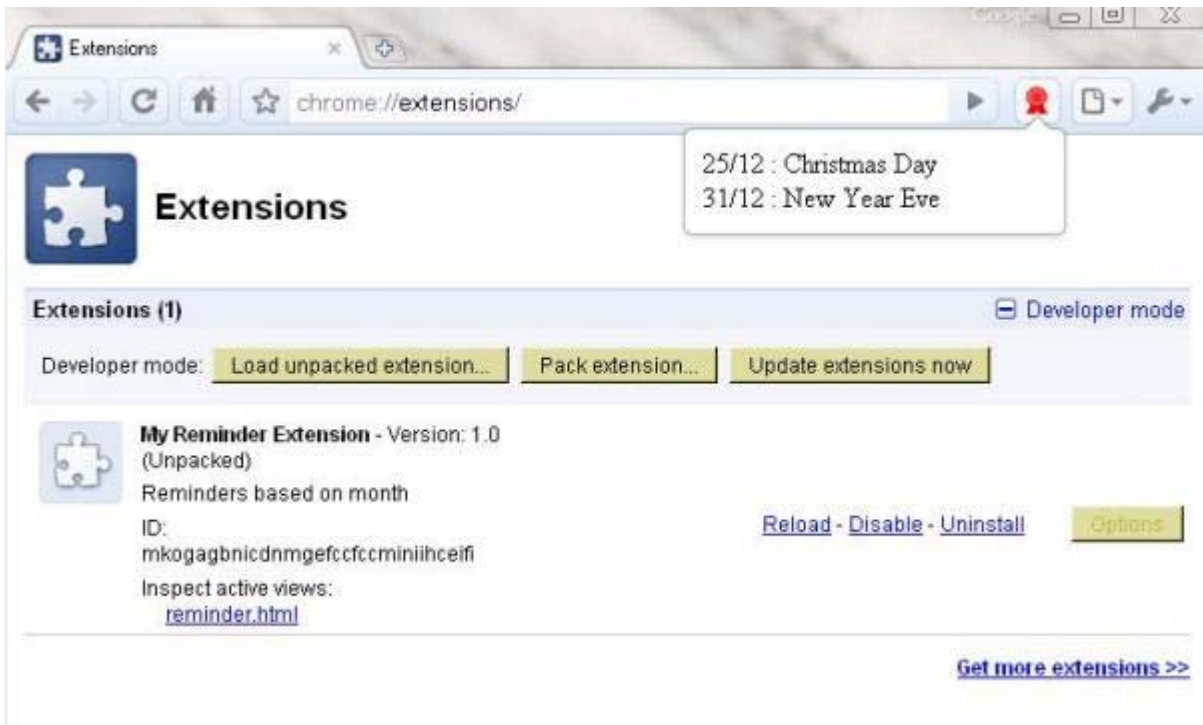 Google
Extensions
chrome://extensions/
25/12 : Christmas Day
31/12 : New Year Eve
Extensions
Extensions (1)
Developer mode
Developer mode: Load unpacked extension... Pack extension... Update extensions now
My Reminder Extension - Version: 1.0
(Unpacked)
Reminders based on month
ID:
mkogagbnicdnmgefccfccminiihceifi
Reload - Disable - Uninstall Options
Inspect active views:
reminder.html
Get more extensions >>